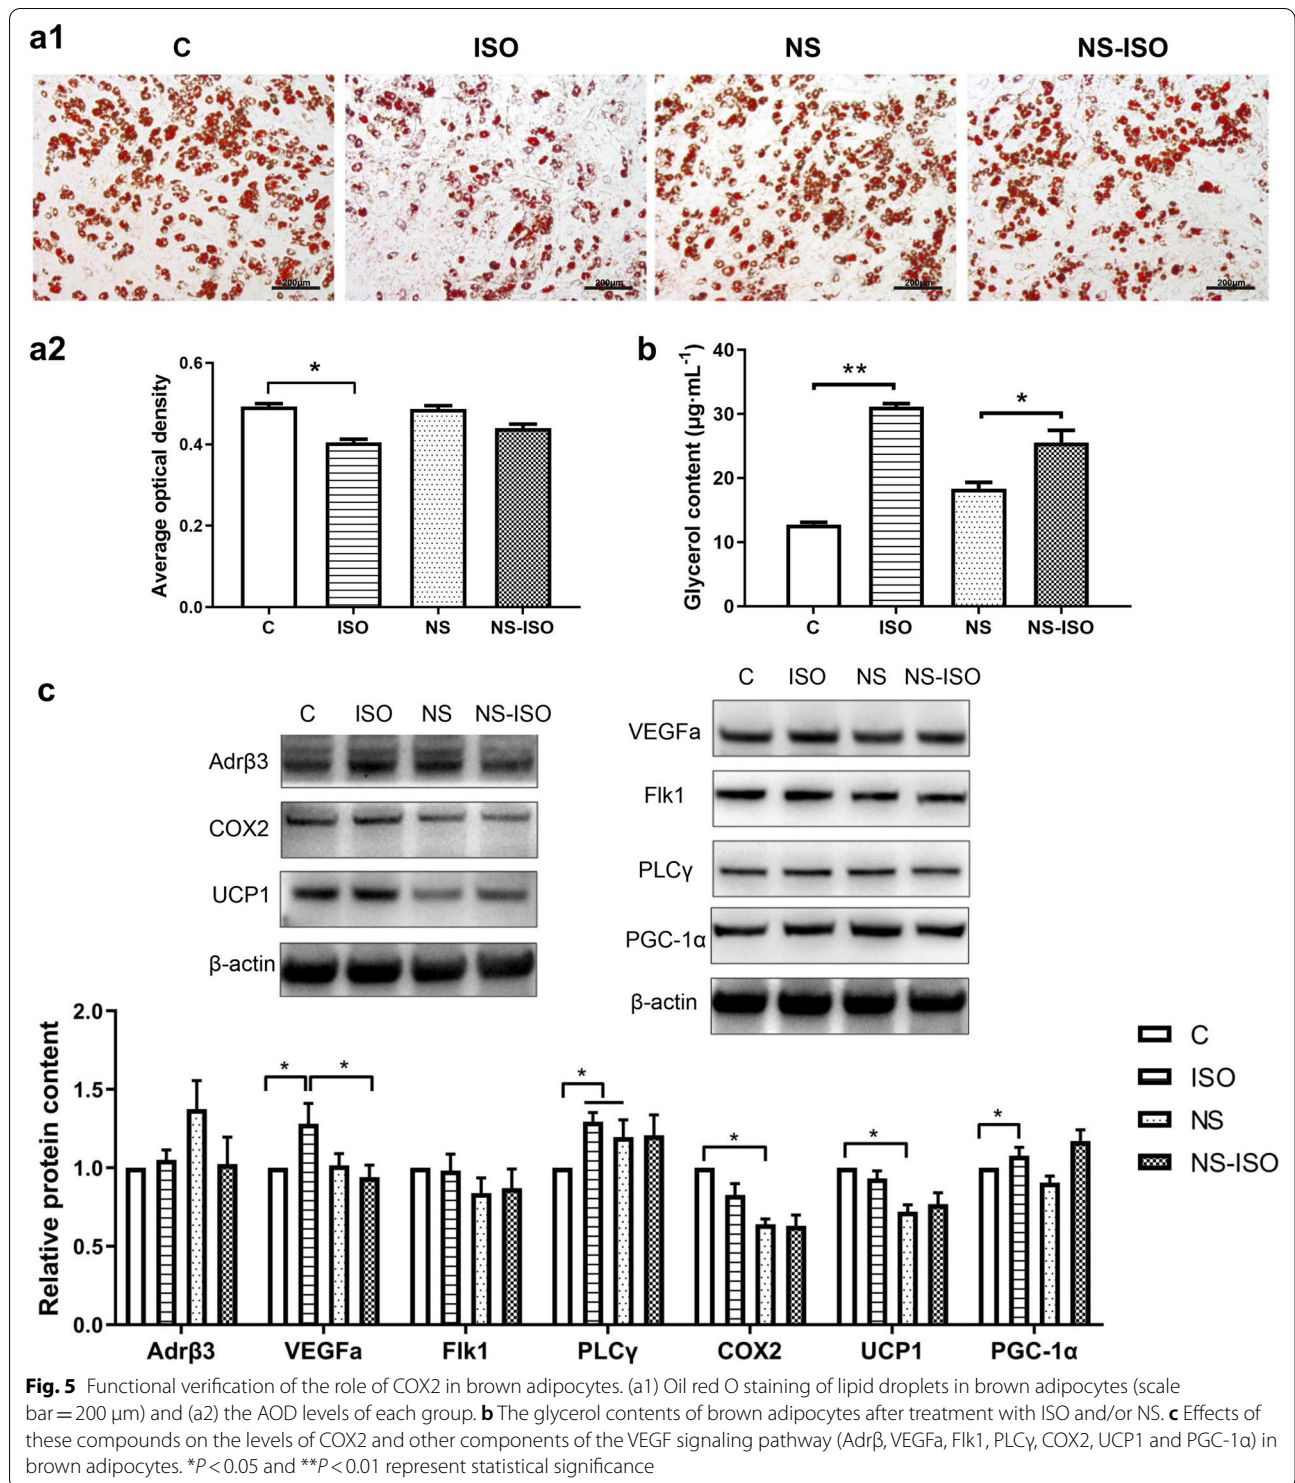 a1
C ISO NS NS-ISO
200μm 200μm 200μm 200μm
a2
Average optical density
0.6
0.4
0.2
0.0
*
C ISO NS NS-ISO
b
Glycerol content (μg·mL⁻¹)
40
30
20
10
0
** *
C ISO NS NS-ISO
c
C ISO NS NS-ISO
Adrβ3
COX2
UCP1
β-actin
C ISO NS NS-ISO
VEGFa
Flk1
PLCγ
PGC-1α
β-actin
Relative protein content
2.0
1.5
1.0
0.5
0.0
* * * * * *
Adrβ3 VEGFa Flk1 PLCγ COX2 UCP1 PGC-1α
C
ISO
NS
NS-ISO
Fig. 5 Functional verification of the role of COX2 in brown adipocytes. (a1) Oil red O staining of lipid droplets in brown adipocytes (scale
bar = 200 μm) and (a2) the AOD levels of each group. b The glycerol contents of brown adipocytes after treatment with ISO and/or NS. c Effects of
these compounds on the levels of COX2 and other components of the VEGF signaling pathway (Adrβ, VEGFa, Flk1, PLCγ, COX2, UCP1 and PGC-1α) in
brown adipocytes. *P < 0.05 and **P < 0.01 represent statistical significance